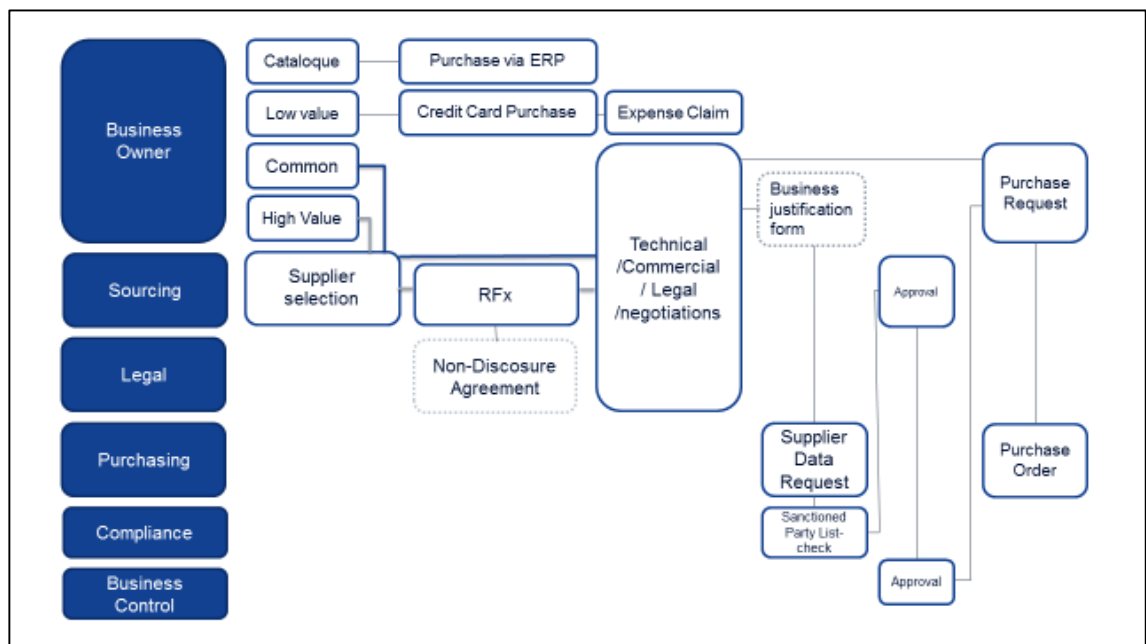 Business
Owner
Sourcing
Legal
Purchasing
Compliance
Business
Control
Cataloque
Purchase via ERP
Low value
Credit Card Purchase
Expense Claim
Common
High Value
Supplier
selection
RFx
Non-Discosure
Agreement
Technical
/Commercial
/ Legal
/negotiations
Business
justification
form
Supplier
Data
Request
Sanctioned
Party List-
check
Approval
Approval
Purchase
Request
Purchase
Order